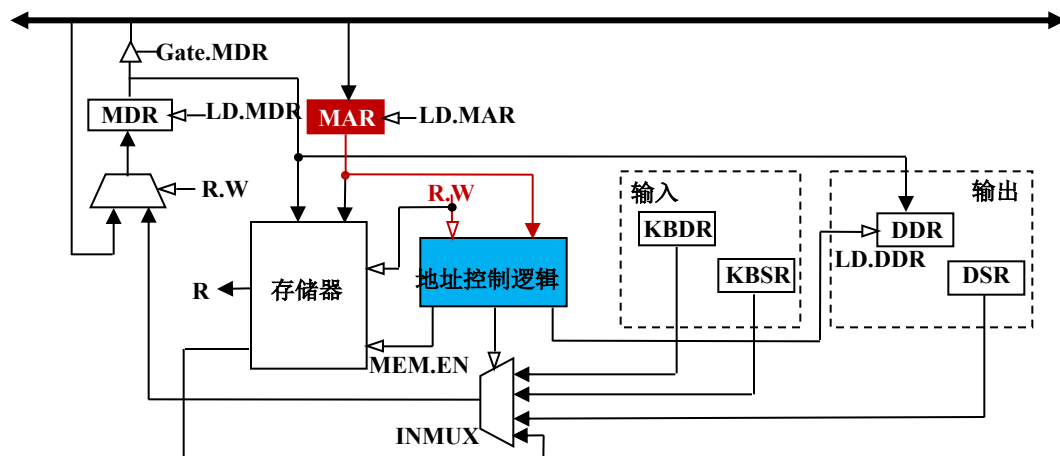 Gate.MDR
MDR
LD.MDR
MAR
LD.MAR
R.W
R.W
输入
输出
KBDR
DDR
LD.DDR
KBSR
DSR
存储器
地址控制逻辑
R
MEM.EN
INMUX